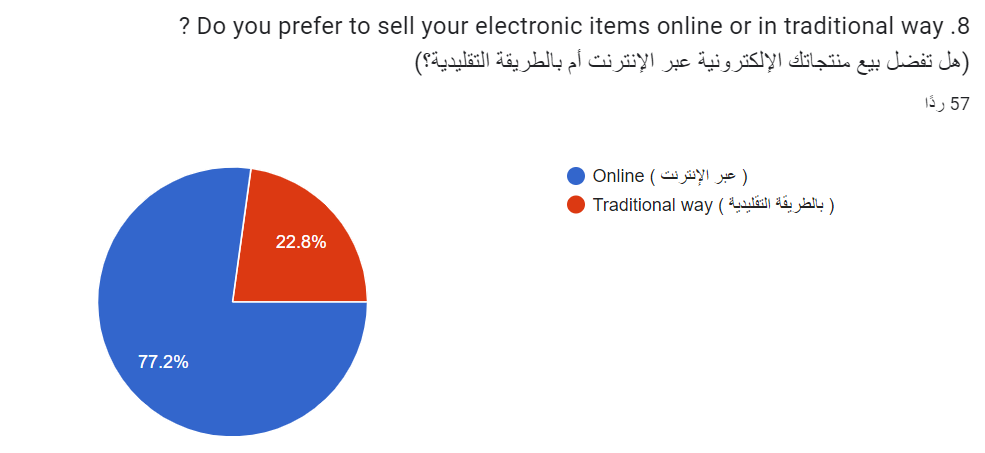 8. Do you prefer to sell your electronic items online or in traditional way ?
(هل تفضل بيع منتجاتك الإلكترونية عبر الإنترنت أم بالطريقة التقليدية؟)
57 ردًا
Online ( عبر الإنترنت )
Traditional way ( بالطريقة التقليدية )
22.8%
77.2%